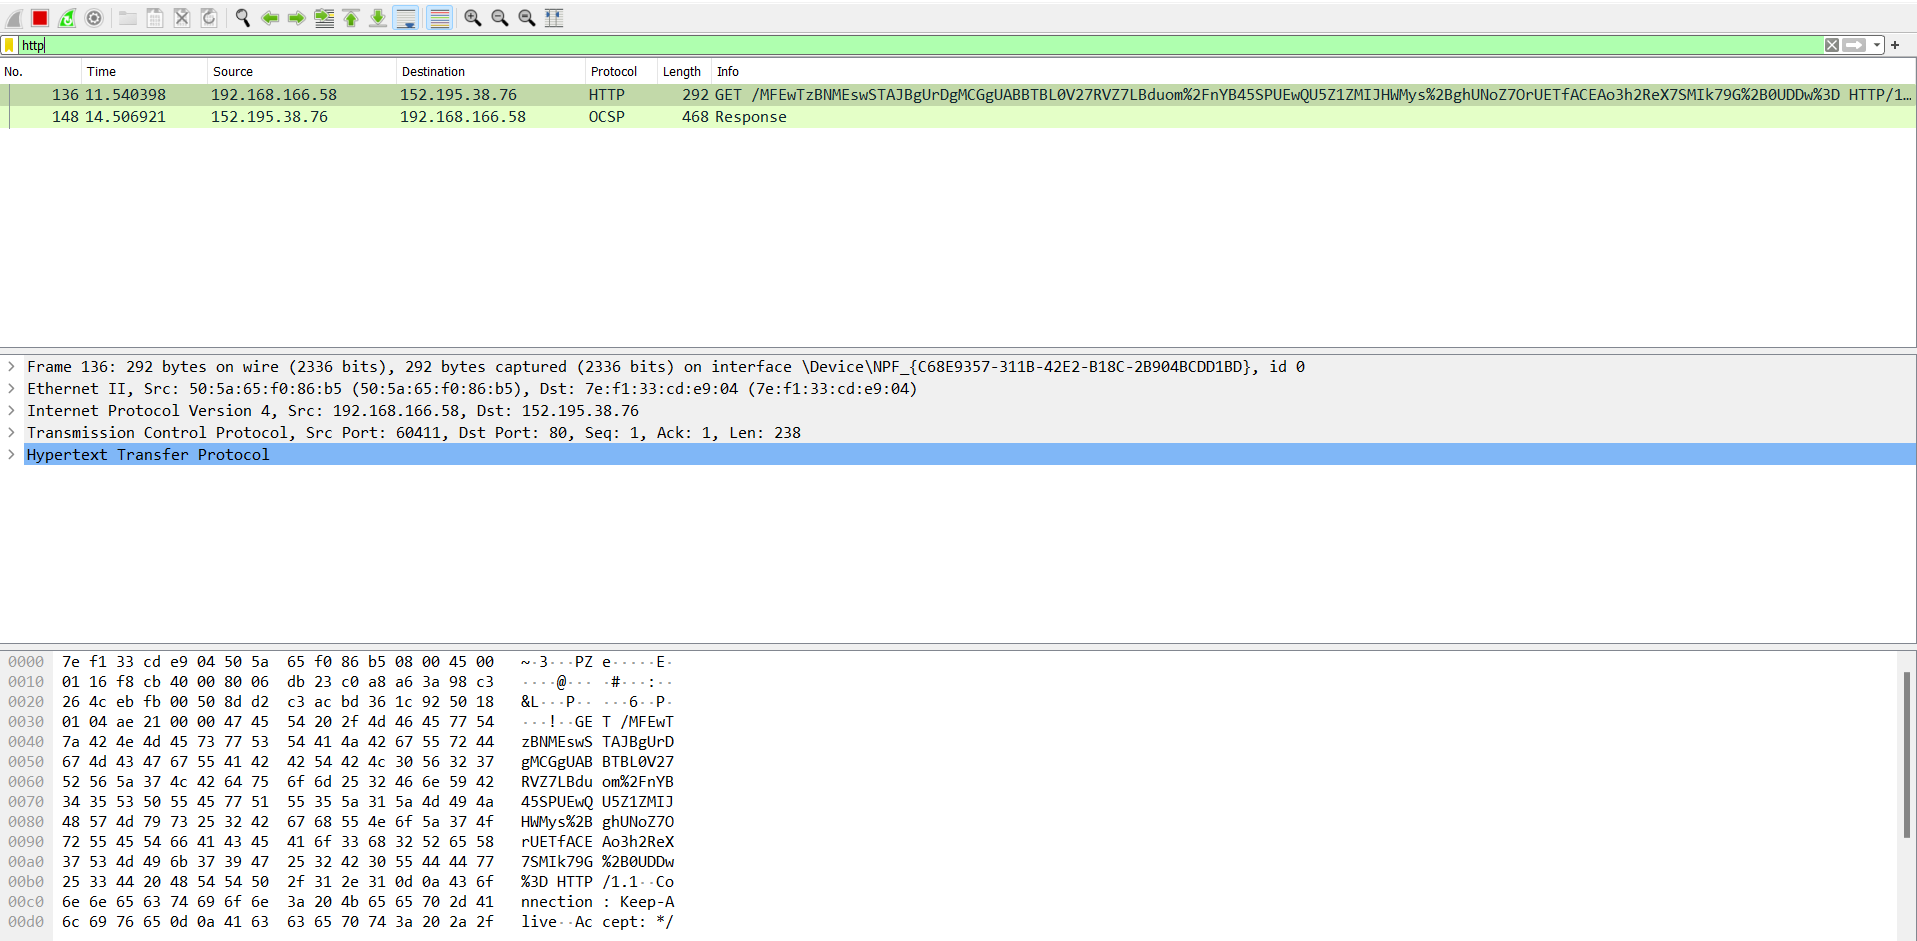 http
No. Time Source Destination Protocol Length Info
136 11.540398 192.168.166.58 152.195.38.76 HTTP 292 GET /MFEwTzBNMEswSTAJBgUrDgMCGgUABBTBL0V27RVZ7LBduom%2FnYB45SPUEwQU5Z1ZMIJHWMys%2BghUNoZ7OrUETfACEAo3h2ReX7SMIk79G%2B0UDDw%3D HTTP/1…
148 14.506921 152.195.38.76 192.168.166.58 OCSP 468 Response
Frame 136: 292 bytes on wire (2336 bits), 292 bytes captured (2336 bits) on interface \Device\NPF_{C68E9357-311B-42E2-B18C-2B904BCDD1BD}, id 0
Ethernet II, Src: 50:5a:65:f0:86:b5 (50:5a:65:f0:86:b5), Dst: 7e:f1:33:cd:e9:04 (7e:f1:33:cd:e9:04)
Internet Protocol Version 4, Src: 192.168.166.58, Dst: 152.195.38.76
Transmission Control Protocol, Src Port: 60411, Dst Port: 80, Seq: 1, Ack: 1, Len: 238
Hypertext Transfer Protocol
0000 7e f1 33 cd e9 04 50 5a 65 f0 86 b5 08 00 45 00 ~·3···PZ e·····E·
0010 01 16 f8 cb 40 00 80 06 db 23 c0 a8 a6 3a 98 c3 ····@··· ·#···:··
0020 26 4c eb fb 00 50 8d d2 c3 ac bd 36 1c 92 50 18 &L···P·· ···6··P·
0030 01 04 ae 21 00 00 47 45 54 20 2f 4d 46 45 77 54 ···!··GE T /MFEwT
0040 7a 42 4e 4d 45 73 77 53 54 41 4a 42 67 55 72 44 zBNMEswS TAJBgUrD
0050 67 4d 43 47 67 55 41 42 42 54 42 4c 30 56 32 37 gMCGgUAB BTBL0V27
0060 52 56 5a 37 4c 42 64 75 6f 6d 25 32 46 6e 59 42 RVZ7LBdu om%2FnYB
0070 34 35 53 50 55 45 77 51 55 35 5a 31 5a 4d 49 4a 45SPUEwQ U5Z1ZMIJ
0080 48 57 4d 79 73 25 32 42 67 68 55 4e 6f 5a 37 4f HWMys%2B ghUNoZ7O
0090 72 55 45 54 66 41 43 45 41 6f 33 68 32 52 65 58 rUETfACE Ao3h2ReX
00a0 37 53 4d 49 6b 37 39 47 25 32 42 30 55 44 44 77 7SMIk79G %2B0UDDw
00b0 25 33 44 20 48 54 54 50 2f 31 2e 31 0d 0a 43 6f %3D HTTP /1.1··Co
00c0 6e 6e 65 63 74 69 6f 6e 3a 20 4b 65 65 70 2d 41 nnection : Keep-A
00d0 6c 69 76 65 0d 0a 41 63 63 65 70 74 3a 20 2a 2f live··Ac cept: */